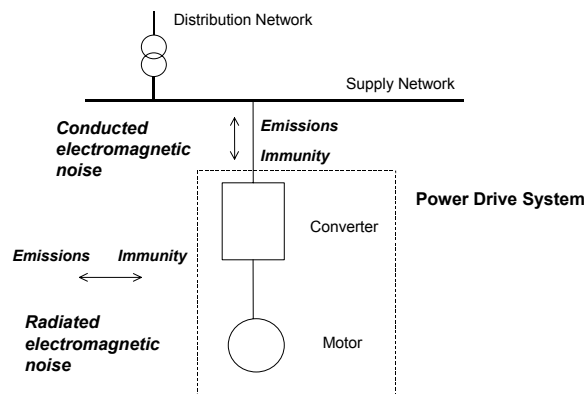 Distribution Network
Supply Network
Conducted
electromagnetic
noise
Emissions
Immunity
Power Drive System
Converter
Emissions Immunity
Radiated
electromagnetic
noise
Motor